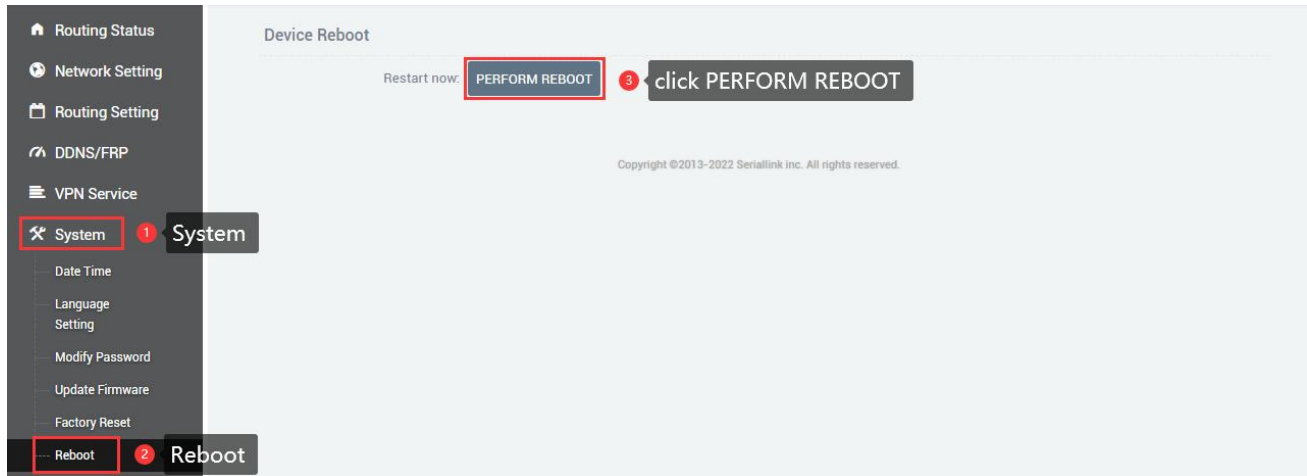 Routing Status
Network Setting
Routing Setting
DDNS/FRP
VPN Service
System
1 System
Date Time
Language
Setting
Modify Password
Update Firmware
Factory Reset
Reboot
2 Reboot
Device Reboot
Restart now: PERFORM REBOOT
3 click PERFORM REBOOT
Copyright ©2013-2022 Seriallink inc. All rights reserved.